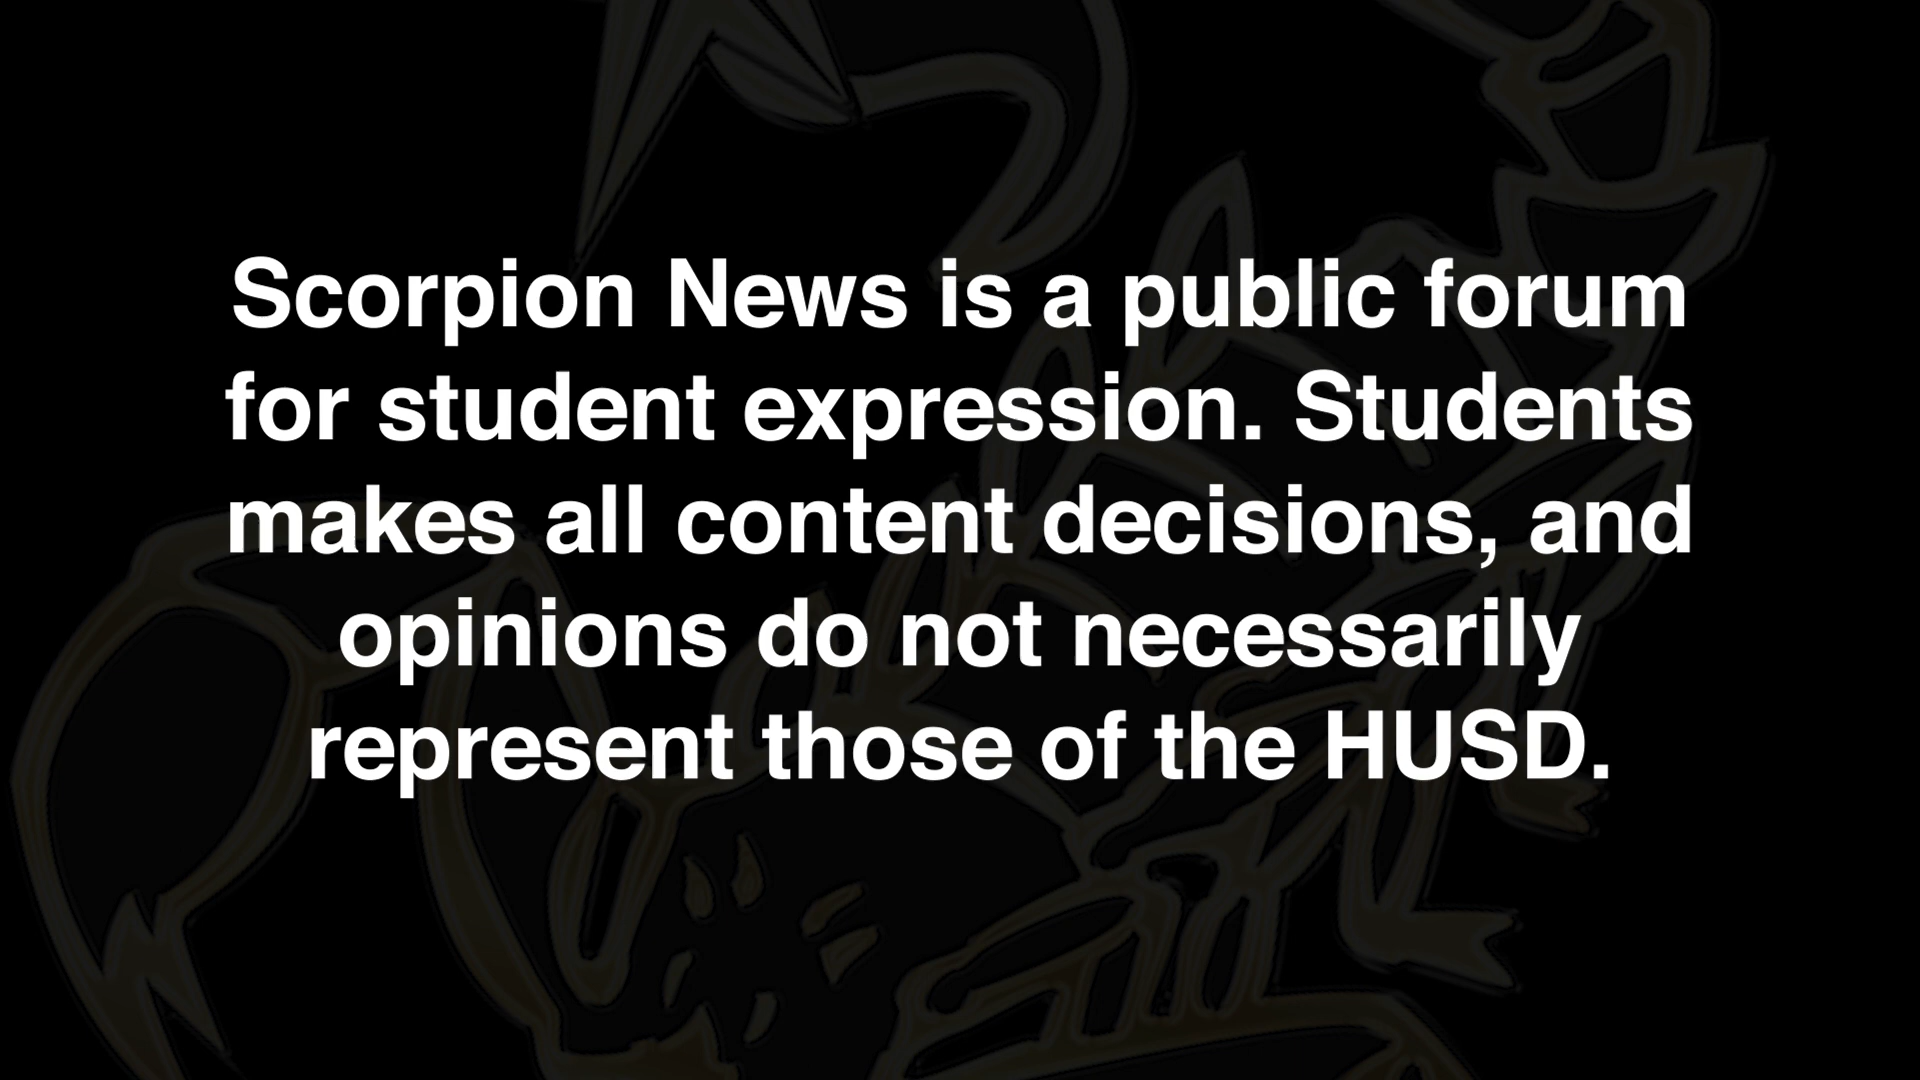 Scorpion News is a public forum
for student expression. Students
makes all content decisions, and
opinions do not necessarily
represent those of the HUSD.